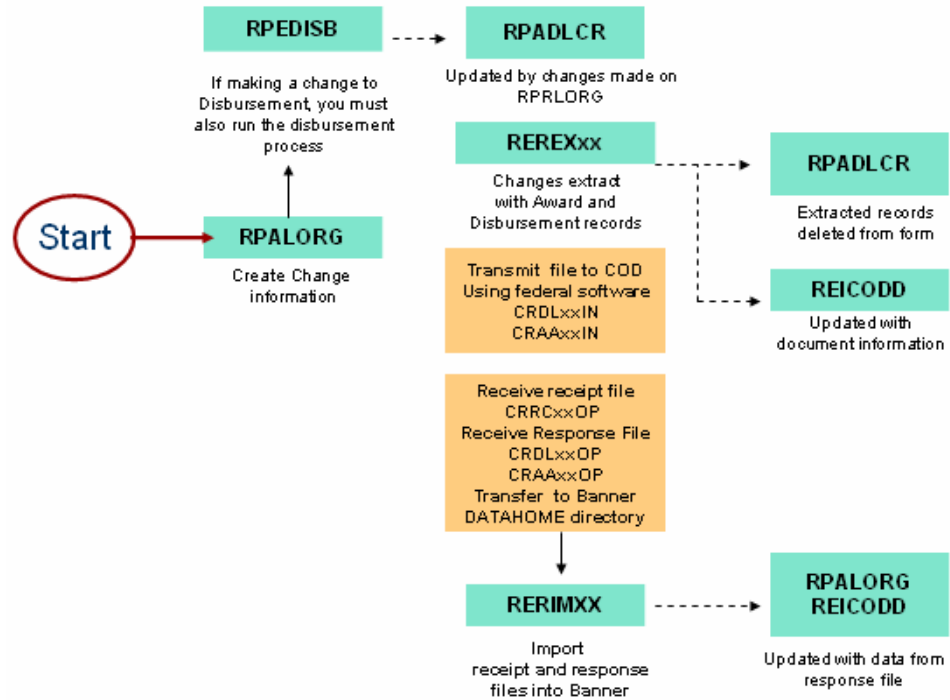 RPEDISB
If making a change to
Disbursement, you must
also run the disbursement
process
RPADLCR
Updated by changes made on
RPRLORG
Start
RPALORG
Create Change
information
REREXxx
Changes extract
with Award and
Disbursement records
RPADLCR
Extracted records
deleted from form
REICODD
Updated with
document information
Transmit file to COD
Using federal software
CRDLxxIN
CRAAxxIN
Receive receipt file
CRRCxxOP
Receive Response File
CRDLxxOP
CRAAxxOP
Transfer to Banner
DATAHOME directory
RERIMXX
Import
receipt and response
files into Banner
RPALORG
REICODD
Updated with data from
response file